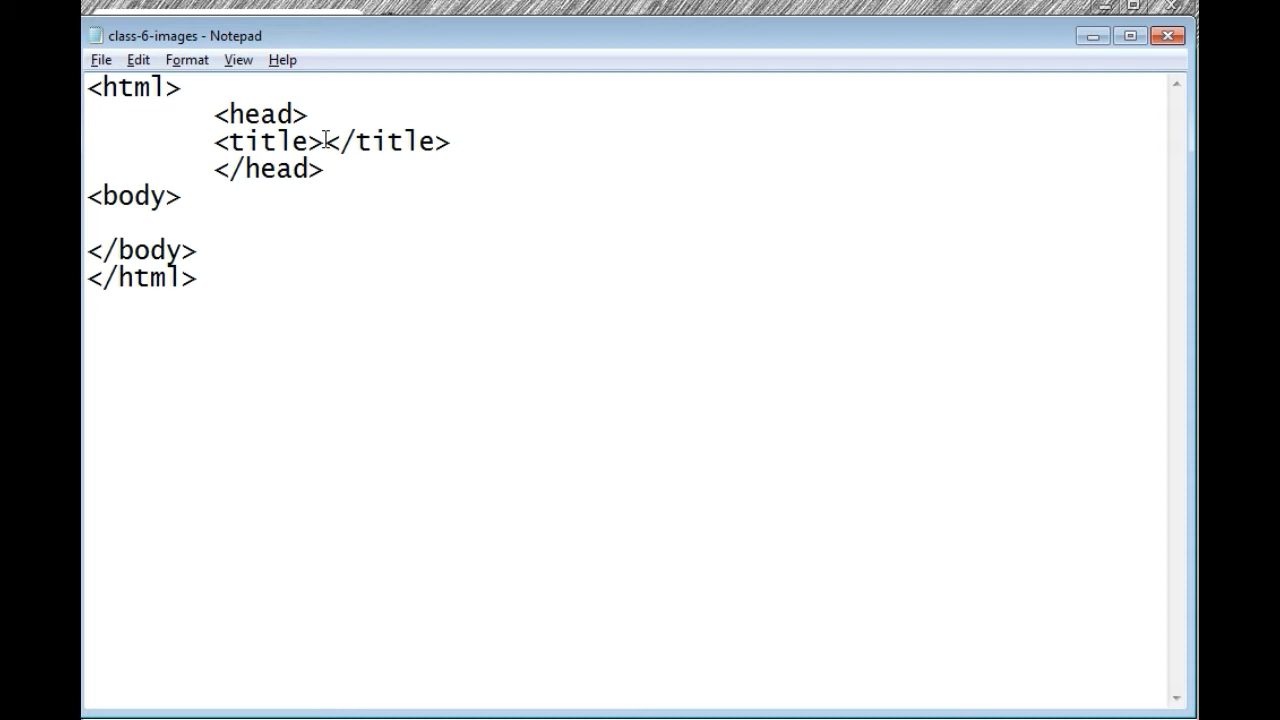 class-6-images - Notepad
File Edit Format View Help
<html>
<head>
<title></title>
</head>
<body>
</body>
</html>